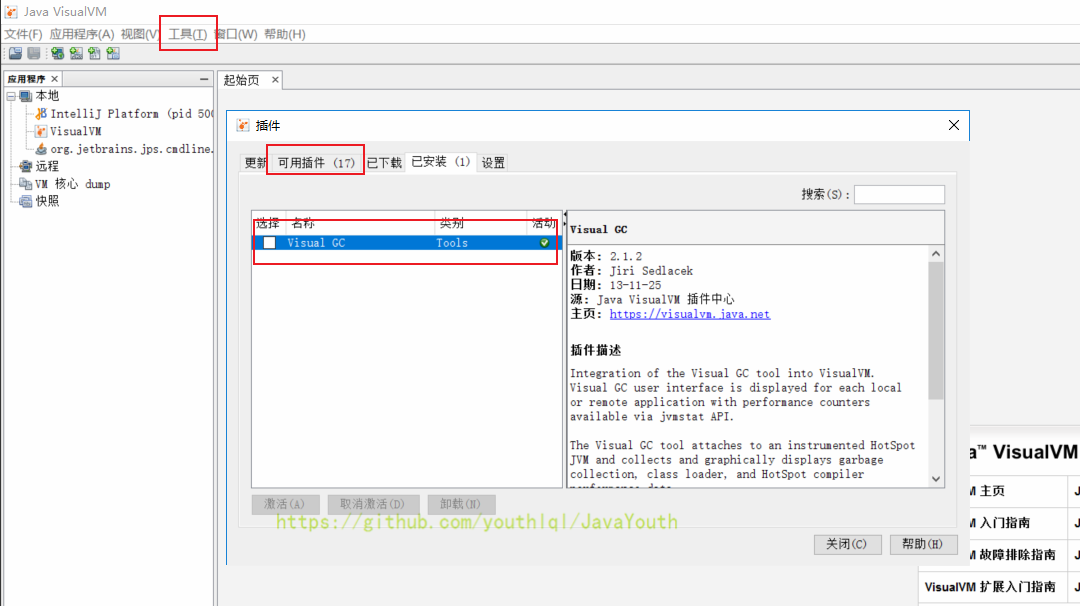 Java VisualVM
文件(F) 应用程序(A) 视图(V) 工具(T) 窗口(W) 帮助(H)
应用程序
起始页
本地
IntelliJ Platform (pid 500
VisualVM
org.jetbrains.jps.cmdline.
远程
VM 核心 dump
快照
插件
更新 可用插件 (17) 已下载 已安装 (1) 设置
搜索(S):
选择 名称 类别 活动
Visual GC Tools
Visual GC
版本: 2.1.2
作者: Jiri Sedlacek
日期: 13-11-25
源: Java VisualVM 插件中心
主页: https://visualvm.java.net
插件描述
Integration of the Visual GC tool into VisualVM.
Visual GC user interface is displayed for each local
or remote application with performance counters
available via jvmstat API.
The Visual GC tool attaches to an instrumented HotSpot
JVM and collects and graphically displays garbage
collection, class loader, and HotSpot compiler
performance data
激活(A) 取消激活(D) 卸载(N)
https://github.com/youthlql/JavaYouth
关闭(C) 帮助(H)
a™ VisualVM
M 主页
M 入门指南
M 故障排除指南
VisualVM 扩展入门指南